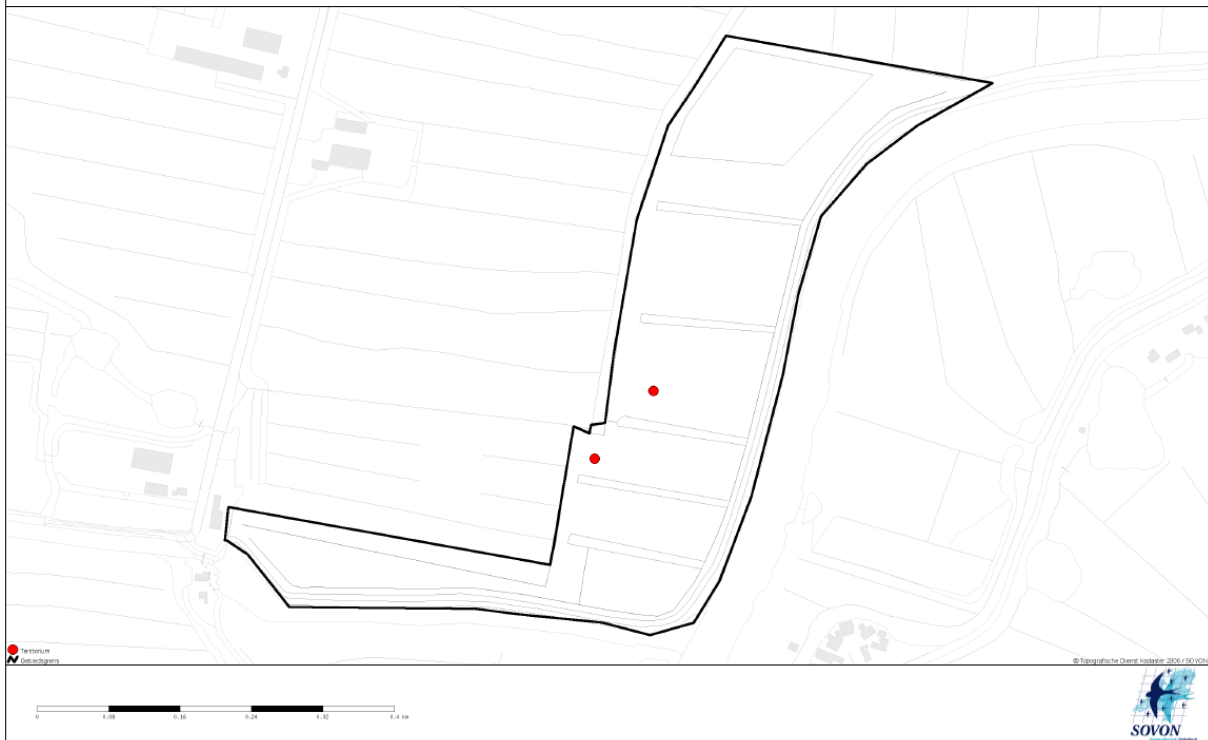 Territorium
Gebiedsgrens
© Topografische Dienst Kadaster 2006 / SOVON
0 0.08 0.16 0.24 0.32 0.4 km
SOVON